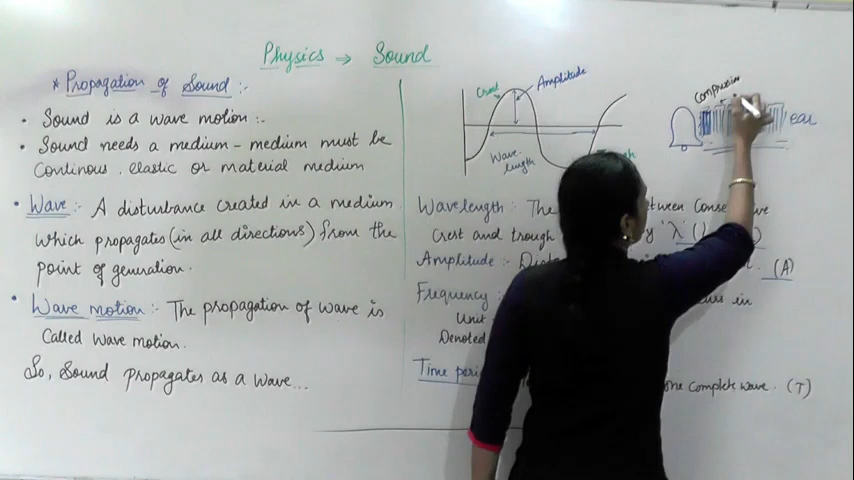 Physics ⇒ Sound
* Propagation of Sound :-
• Sound is a wave motion :-
• Sound needs a medium - medium must be
Continous, elastic or material medium
• Wave :- A disturbance created in a medium
which propagates (in all directions) from the
point of generation.
• Wave motion :- The propagation of wave is
Called Wave motion.
So, Sound propagates as a wave...
Crest
Amplitude
Wave-
length
ear
Wavelength : The
Crest and trough
y 'λ'
Amplitude :-
(A)
Frequency :
in
Unit
Denoted
Time peri
one complete wave. (T)